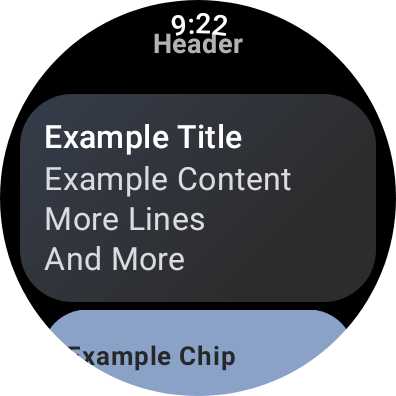 9:22
Header
Example Title
Example Content
More Lines
And More
Example Chip